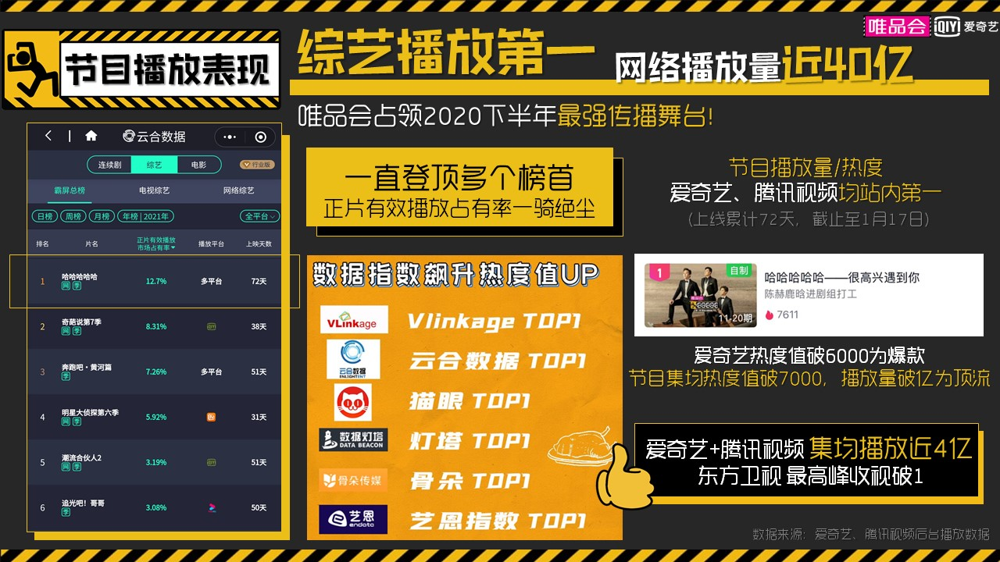 唯品会 iQIY 爱奇艺
节目播放表现
综艺播放第一 网络播放量近40亿
唯品会占领2020下半年最强传播舞台!
云合数据
连续剧 综艺 电影 行业版
霸屏总榜 电视综艺 网络综艺
日榜 周榜 月榜 年榜 | 2021年 全平台
排名 片名 正片有效播放 播放平台 上映天数
市场占有率
1 哈哈哈哈哈 12.7% 多平台 72天
网 季
2 奇葩说第7季 8.31% 38天
网 季
3 奔跑吧·黄河篇 7.26% 多平台 51天
季
4 明星大侦探第六季 5.92% 31天
网 季
5 潮流合伙人2 3.19% 51天
网 季
6 追光吧！哥哥 3.08% 50天
季
一直登顶多个榜首
正片有效播放占有率一骑绝尘
数据指数飙升热度值UP
VLinkage Vlinkage TOP1
云合数据 ENLIGHTENT 云合数据 TOP1
猫眼 TOP1
数据灯塔 DATA BEACON 灯塔 TOP1
骨朵传媒 骨朵 TOP1
艺恩 endata 艺恩指数 TOP1
节目播放量/热度
爱奇艺、腾讯视频均站内第一
(上线累计72天，截止至1月17日)
1 自制
11-20期
哈哈哈哈哈——很高兴遇到你
陈赫鹿晗进剧组打工
7611
爱奇艺热度值破6000为爆款
节目集均热度值破7000，播放量破亿为顶流
爱奇艺+腾讯视频 集均播放近4亿
东方卫视 最高峰收视破1
数据来源：爱奇艺、腾讯视频后台播放数据